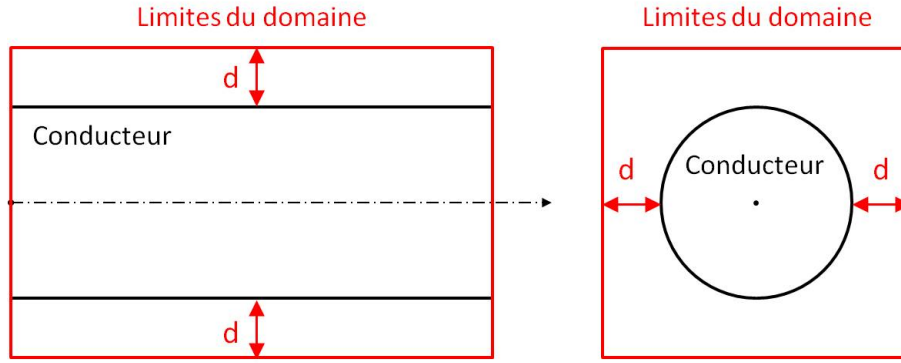 Limites du domaine
d
Conducteur
d
Limites du domaine
Conducteur
d
d